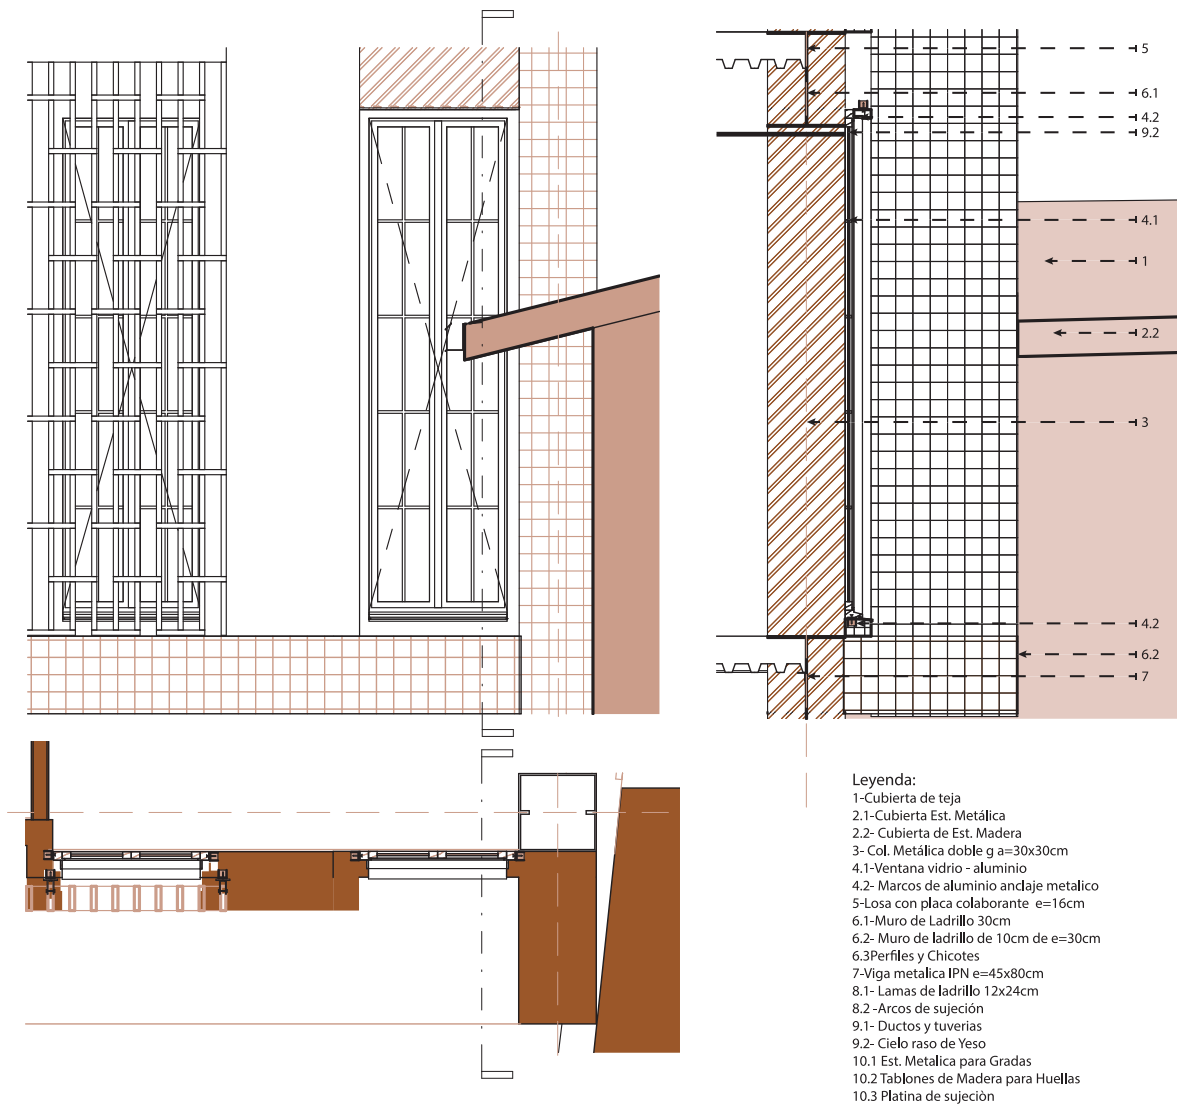 5
6.1
4.2
9.2
4.1
1
2.2
3
4.2
6.2
7
Leyenda:
1-Cubierta de teja
2.1-Cubierta Est. Metálica
2.2- Cubierta de Est. Madera
3- Col. Metálica doble g a=30x30cm
4.1-Ventana vidrio - aluminio
4.2- Marcos de aluminio anclaje metalico
5-Losa con placa colaborante e=16cm
6.1-Muro de Ladrillo 30cm
6.2- Muro de ladrillo de 10cm de e=30cm
6.3Perfiles y Chicotes
7-Viga metalica IPN e=45x80cm
8.1- Lamas de ladrillo 12x24cm
8.2 -Arcos de sujeción
9.1- Ductos y tuverias
9.2- Cielo raso de Yeso
10.1 Est. Metalica para Gradas
10.2 Tablones de Madera para Huellas
10.3 Platina de sujeciòn